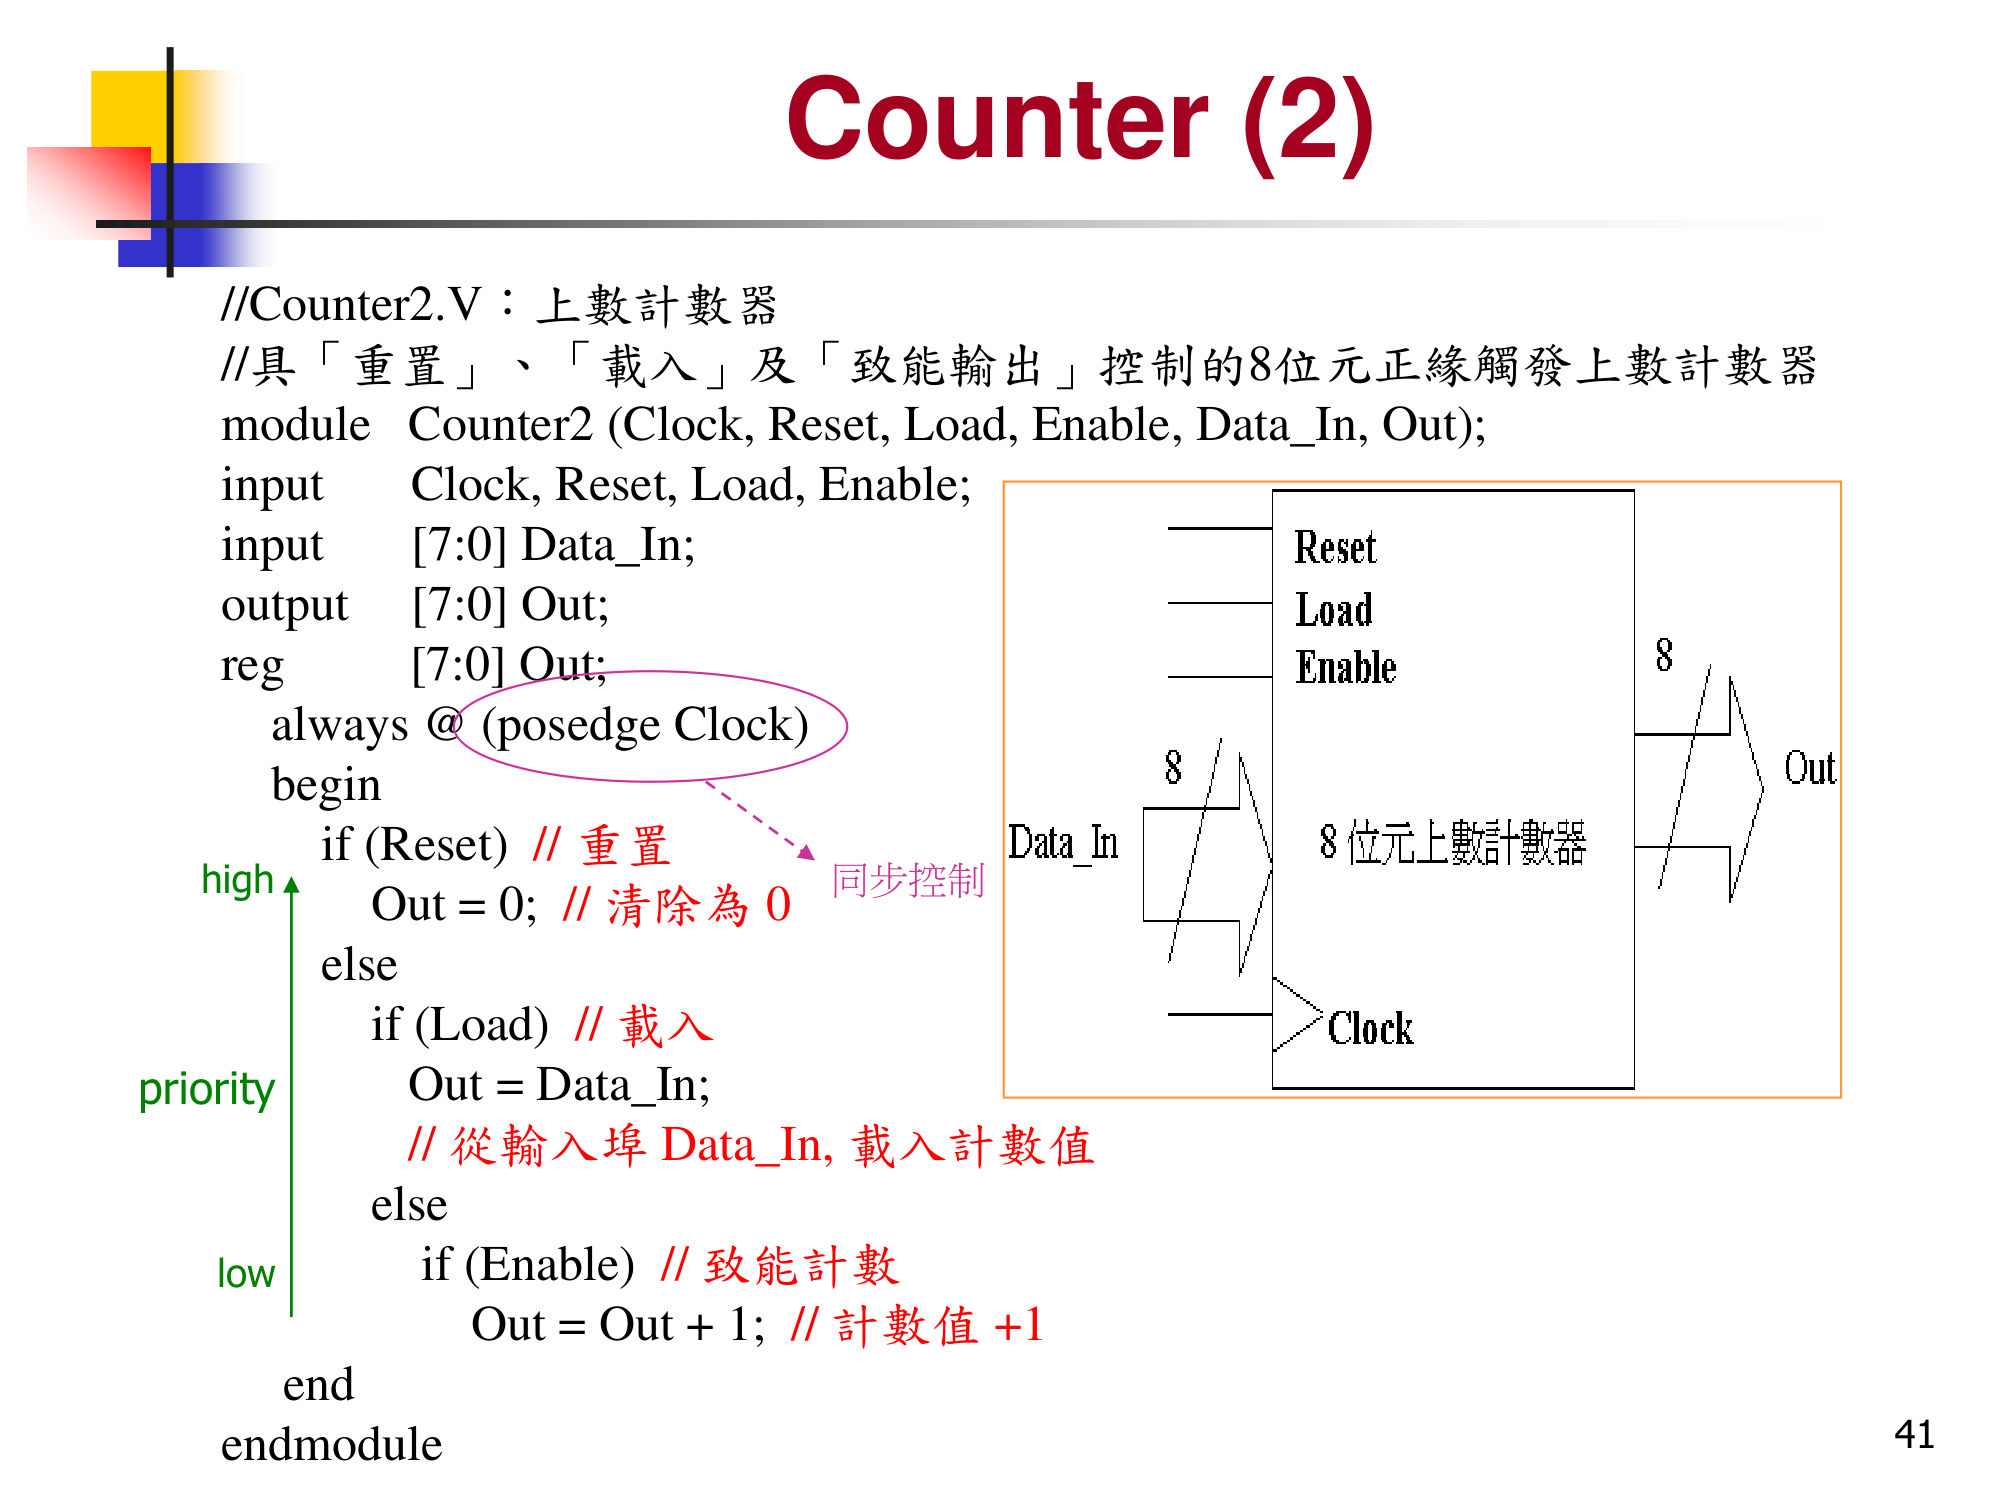 Counter (2)
//Counter2.V：上數計數器
//具「重置」、「載入」及「致能輸出」控制的8位元正緣觸發上數計數器
module Counter2 (Clock, Reset, Load, Enable, Data_In, Out);
input Clock, Reset, Load, Enable;
input [7:0] Data_In;
output [7:0] Out;
reg [7:0] Out;
always @ (posedge Clock)
begin
if (Reset) // 重置
Out = 0; // 清除為 0
else
if (Load) // 載入
Out = Data_In;
// 從輸入埠 Data_In, 載入計數值
else
if (Enable) // 致能計數
Out = Out + 1; // 計數值 +1
end
endmodule
同步控制
high
priority
low
Reset
Load
Enable
8
Data_In
8 位元上數計數器
Clock
8
Out
41